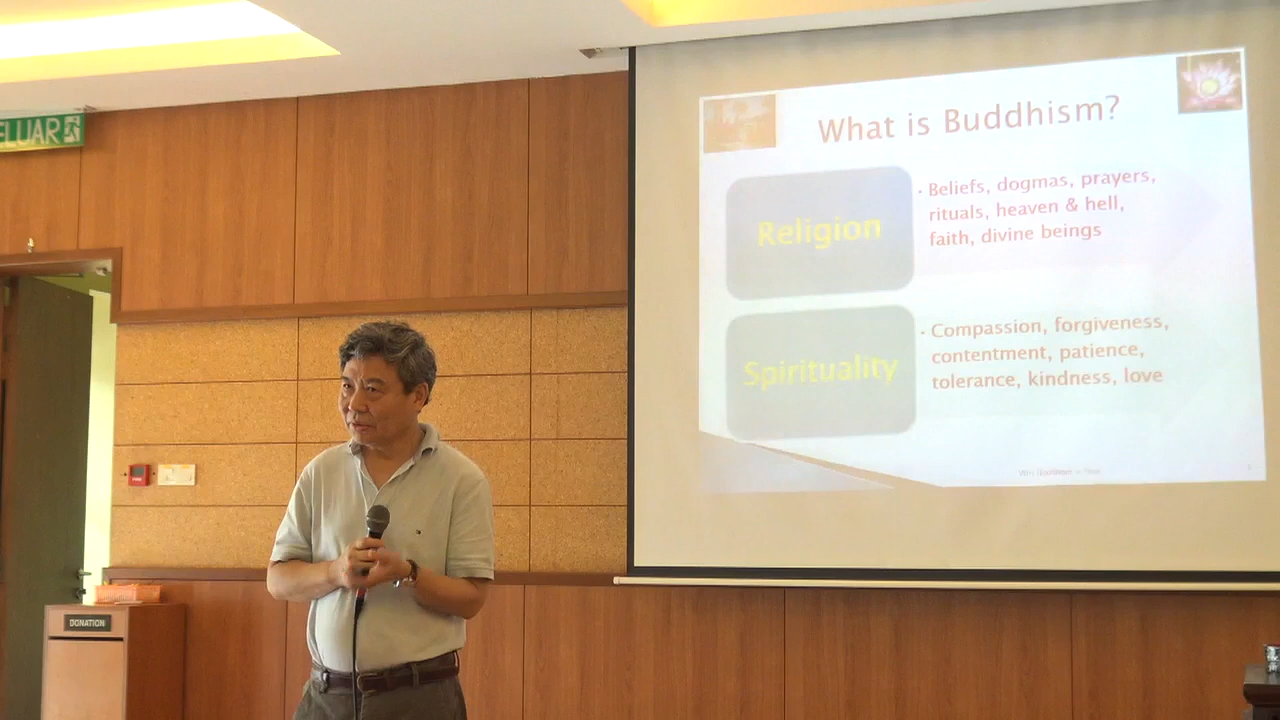 ELUAR
What is Buddhism?
Religion
• Beliefs, dogmas, prayers,
rituals, heaven & hell,
faith, divine beings
Spirituality
• Compassion, forgiveness,
contentment, patience,
tolerance, kindness, love
DONATION